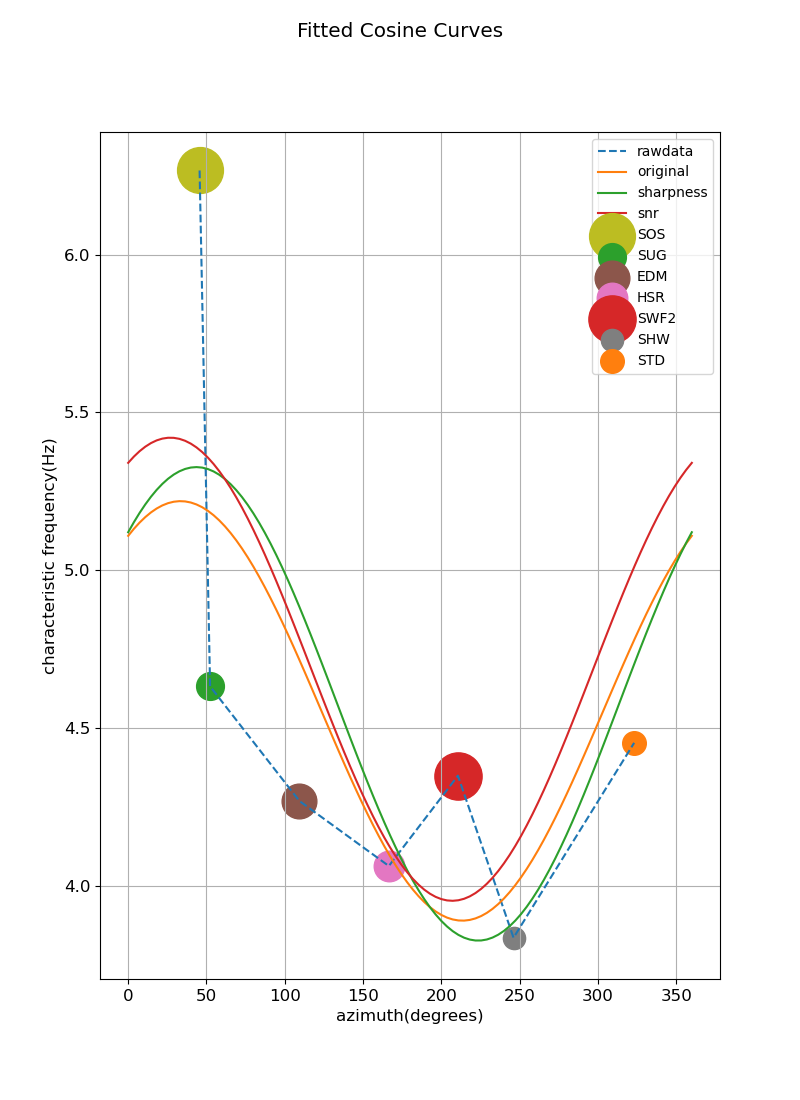 Fitted Cosine Curves
rawdata
original
sharpness
snr
SOS
SUG
EDM
HSR
SWF2
SHW
STD
characteristic frequency(Hz)
6.0
5.5
5.0
4.5
4.0
0 50 100 150 200 250 300 350
azimuth(degrees)